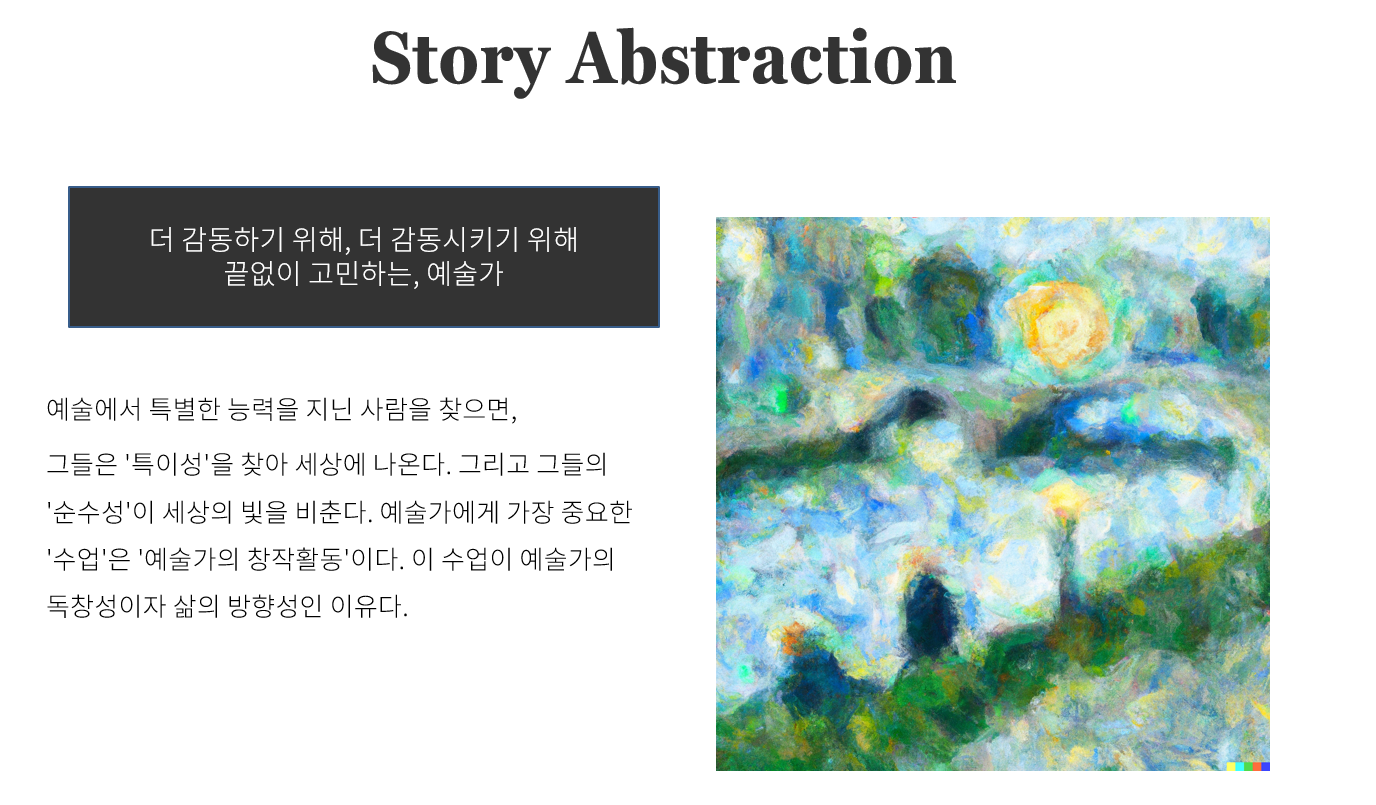 Story Abstraction
더 감동하기 위해, 더 감동시키기 위해
끝없이 고민하는, 예술가
예술에서 특별한 능력을 지닌 사람을 찾으면,
그들은 '특이성'을 찾아 세상에 나온다. 그리고 그들의
'순수성'이 세상의 빛을 비춘다. 예술가에게 가장 중요한
'수업'은 '예술가의 창작활동'이다. 이 수업이 예술가의
독창성이자 삶의 방향성인 이유다.